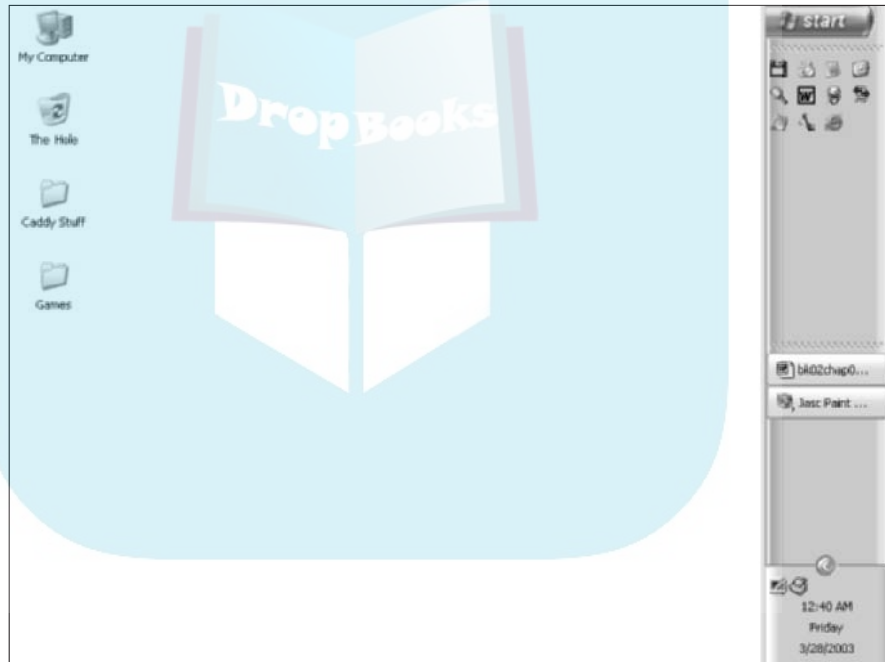 My Computer
The Hole
Caddy Stuff
Games
DropBooks
start
bk02chap0...
Jasc Paint ...
12:40 AM
Friday
3/28/2003